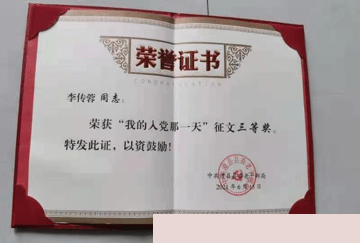 荣誉证书
CONGRATULATION
李传蓉 同志：
荣获“我的入党那一天”征文三等奖。
特发此证，以资鼓励！